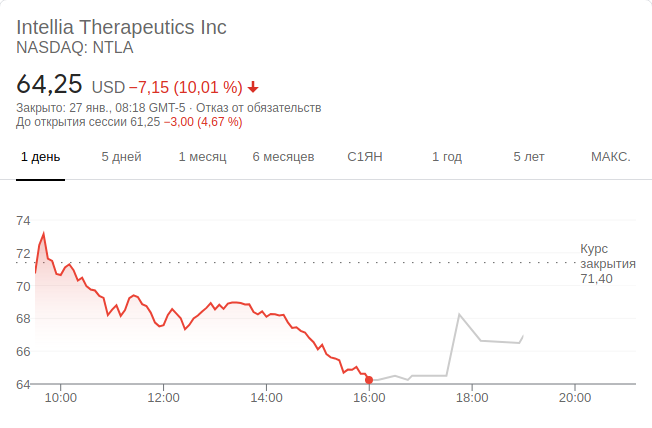 Intellia Therapeutics Inc
NASDAQ: NTLA
64,25 USD −7,15 (10,01 %)
Закрыто: 27 янв., 08:18 GMT-5 · Отказ от обязательств
До открытия сессии 61,25 −3,00 (4,67 %)
1 день 5 дней 1 месяц 6 месяцев С1ЯН 1 год 5 лет МАКС.
74
72
70
68
66
64
Курс
закрытия
71,40
10:00 12:00 14:00 16:00 18:00 20:00